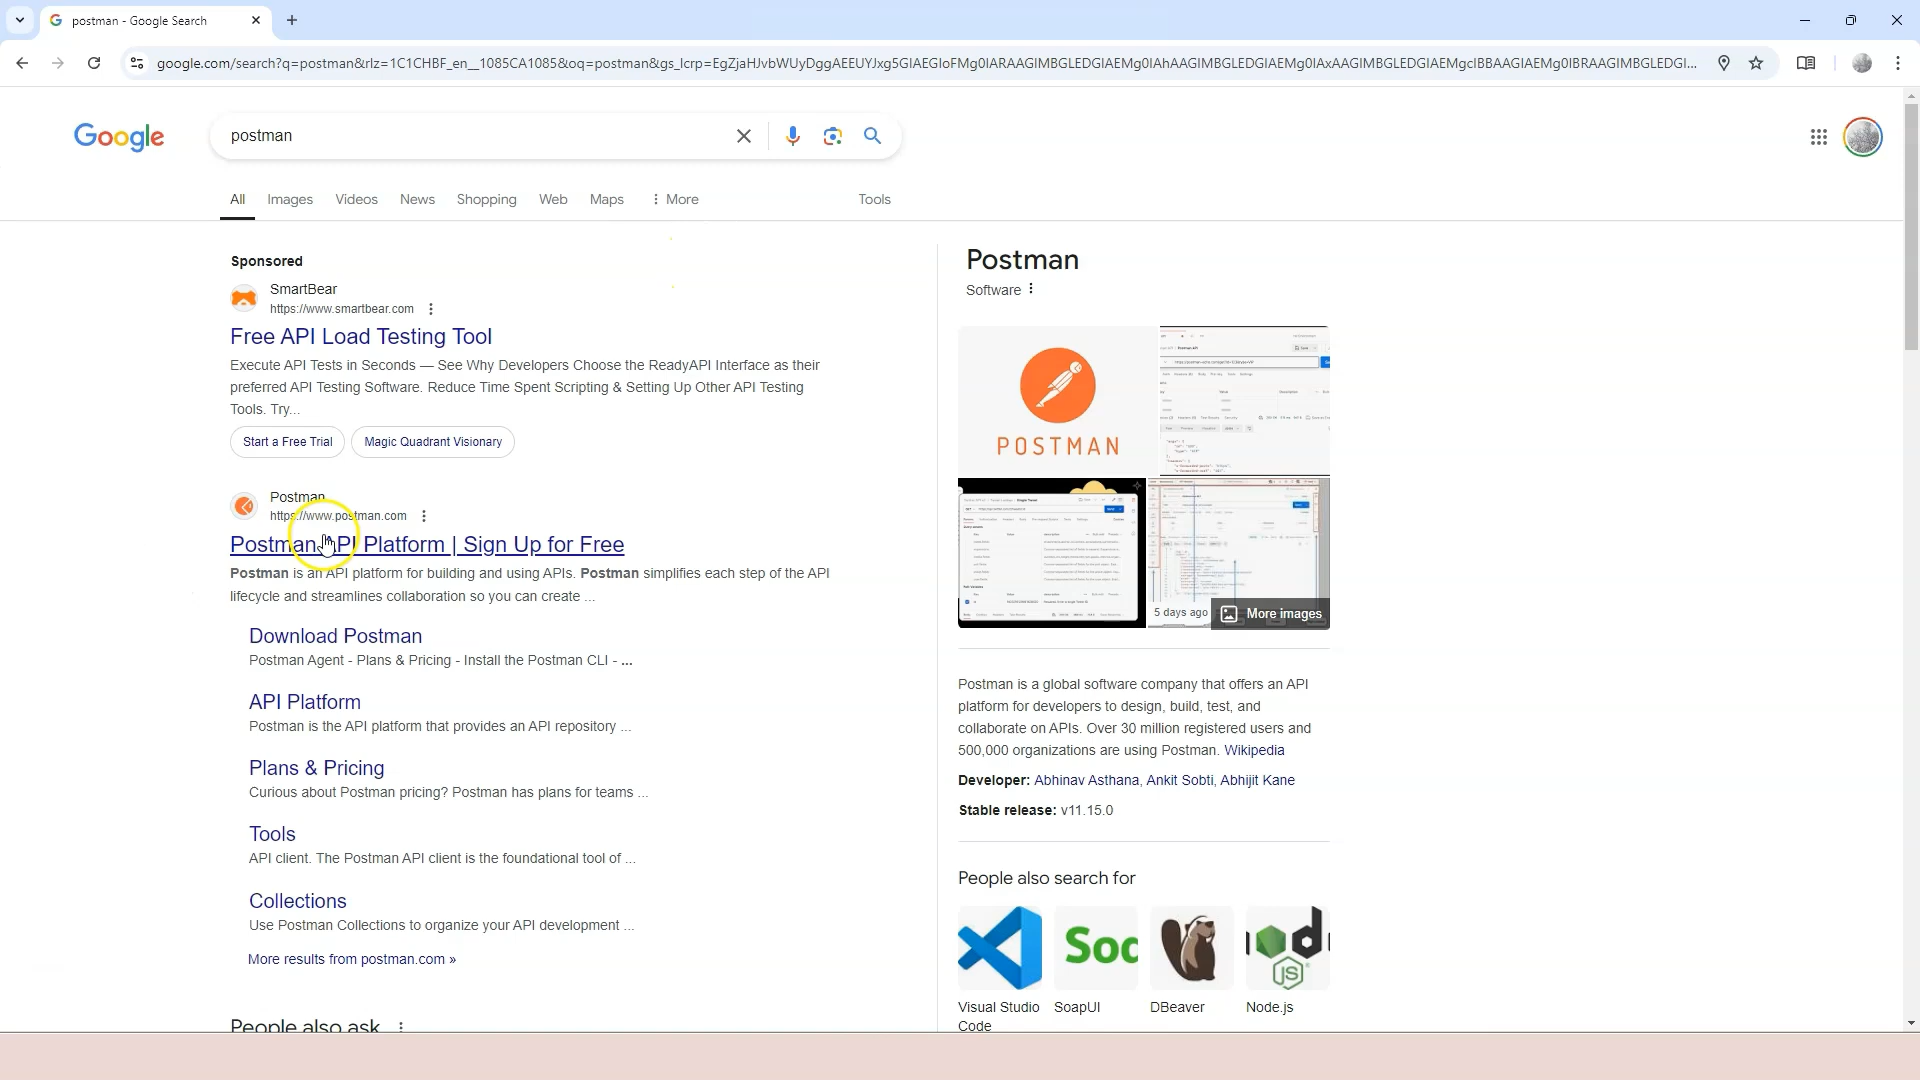 postman - Google Search
google.com/search?q=postman&rlz=1C1CHBF_en__1085CA1085&oq=postman&gs_lcrp=EgZjaHJvbWUyDggAEEUYJxg5GIAEGIoFMg0IARAAGIMBGLEDGIAEMg0IAhAAGIMBGLEDGIAEMg0IAxAAGIMBGLEDGIAEMgcIBBAAGIAEMg0IBRAAGIMBGLEDGI...
Google
postman
All Images Videos News Shopping Web Maps More Tools
Sponsored
SmartBear
https://www.smartbear.com
Free API Load Testing Tool
Execute API Tests in Seconds — See Why Developers Choose the ReadyAPI Interface as their
preferred API Testing Software. Reduce Time Spent Scripting & Setting Up Other API Testing
Tools. Try...
Start a Free Trial
Magic Quadrant Visionary
Postman
https://www.postman.com
Postman API Platform | Sign Up for Free
Postman is an API platform for building and using APIs. Postman simplifies each step of the API
lifecycle and streamlines collaboration so you can create ...
Download Postman
Postman Agent - Plans & Pricing - Install the Postman CLI - ...
API Platform
Postman is the API platform that provides an API repository ...
Plans & Pricing
Curious about Postman pricing? Postman has plans for teams ...
Tools
API client. The Postman API client is the foundational tool of ...
Collections
Use Postman Collections to organize your API development ...
More results from postman.com »
People also ask
Postman
Software
POSTMAN
5 days ago
More images
Postman is a global software company that offers an API
platform for developers to design, build, test, and
collaborate on APIs. Over 30 million registered users and
500,000 organizations are using Postman. Wikipedia
Developer: Abhinav Asthana, Ankit Sobti, Abhijit Kane
Stable release: v11.15.0
People also search for
Soc
Visual Studio
Code
SoapUI
DBeaver
Node.js